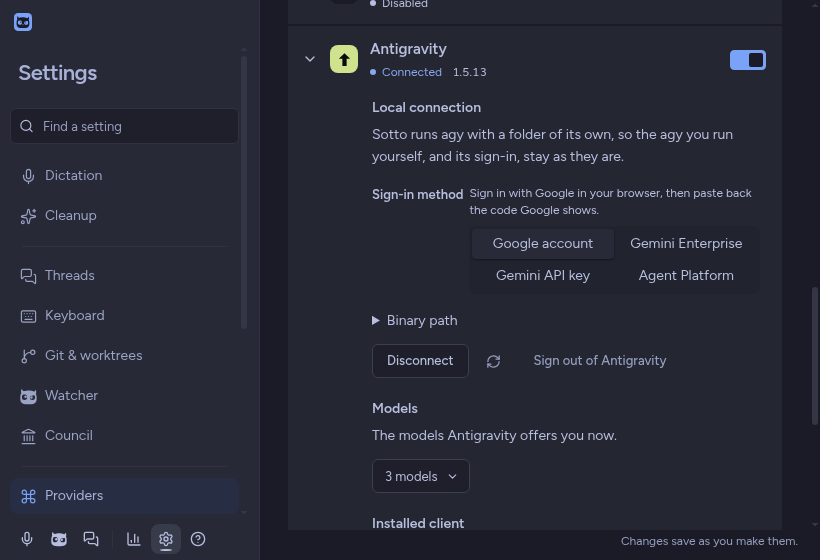 Disabled
Settings
Find a setting
Dictation
Cleanup
Threads
Keyboard
Git & worktrees
Watcher
Council
Providers
Antigravity
Connected 1.5.13
Local connection
Sotto runs agy with a folder of its own, so the agy you run
yourself, and its sign-in, stay as they are.
Sign-in method
Sign in with Google in your browser, then paste back
the code Google shows.
Google account
Gemini Enterprise
Gemini API key
Agent Platform
Binary path
Disconnect
Sign out of Antigravity
Models
The models Antigravity offers you now.
3 models
Installed client
Changes save as you make them.